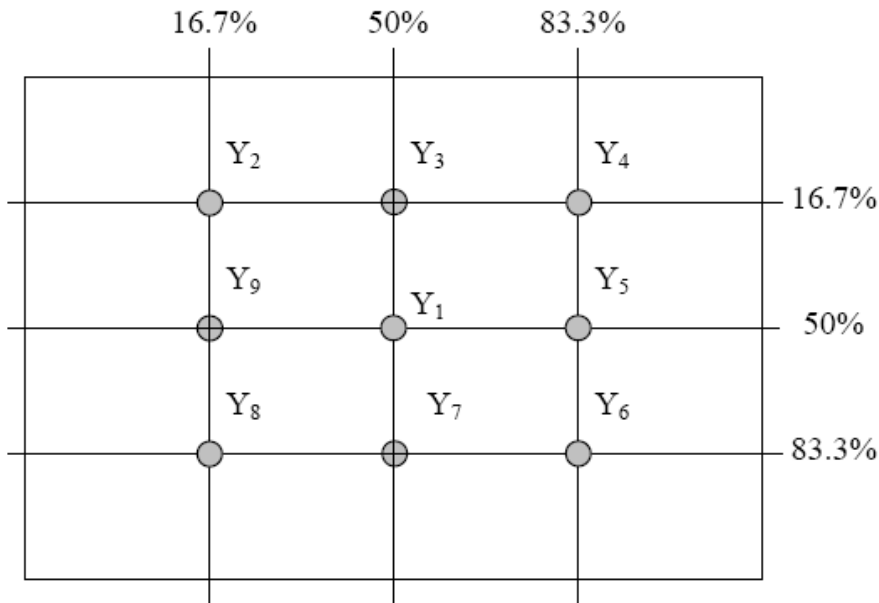 16.7% 50% 83.3%
Y₂ Y₃ Y₄
16.7%
Y₉ Y₁ Y₅
50%
Y₈ Y₇ Y₆
83.3%